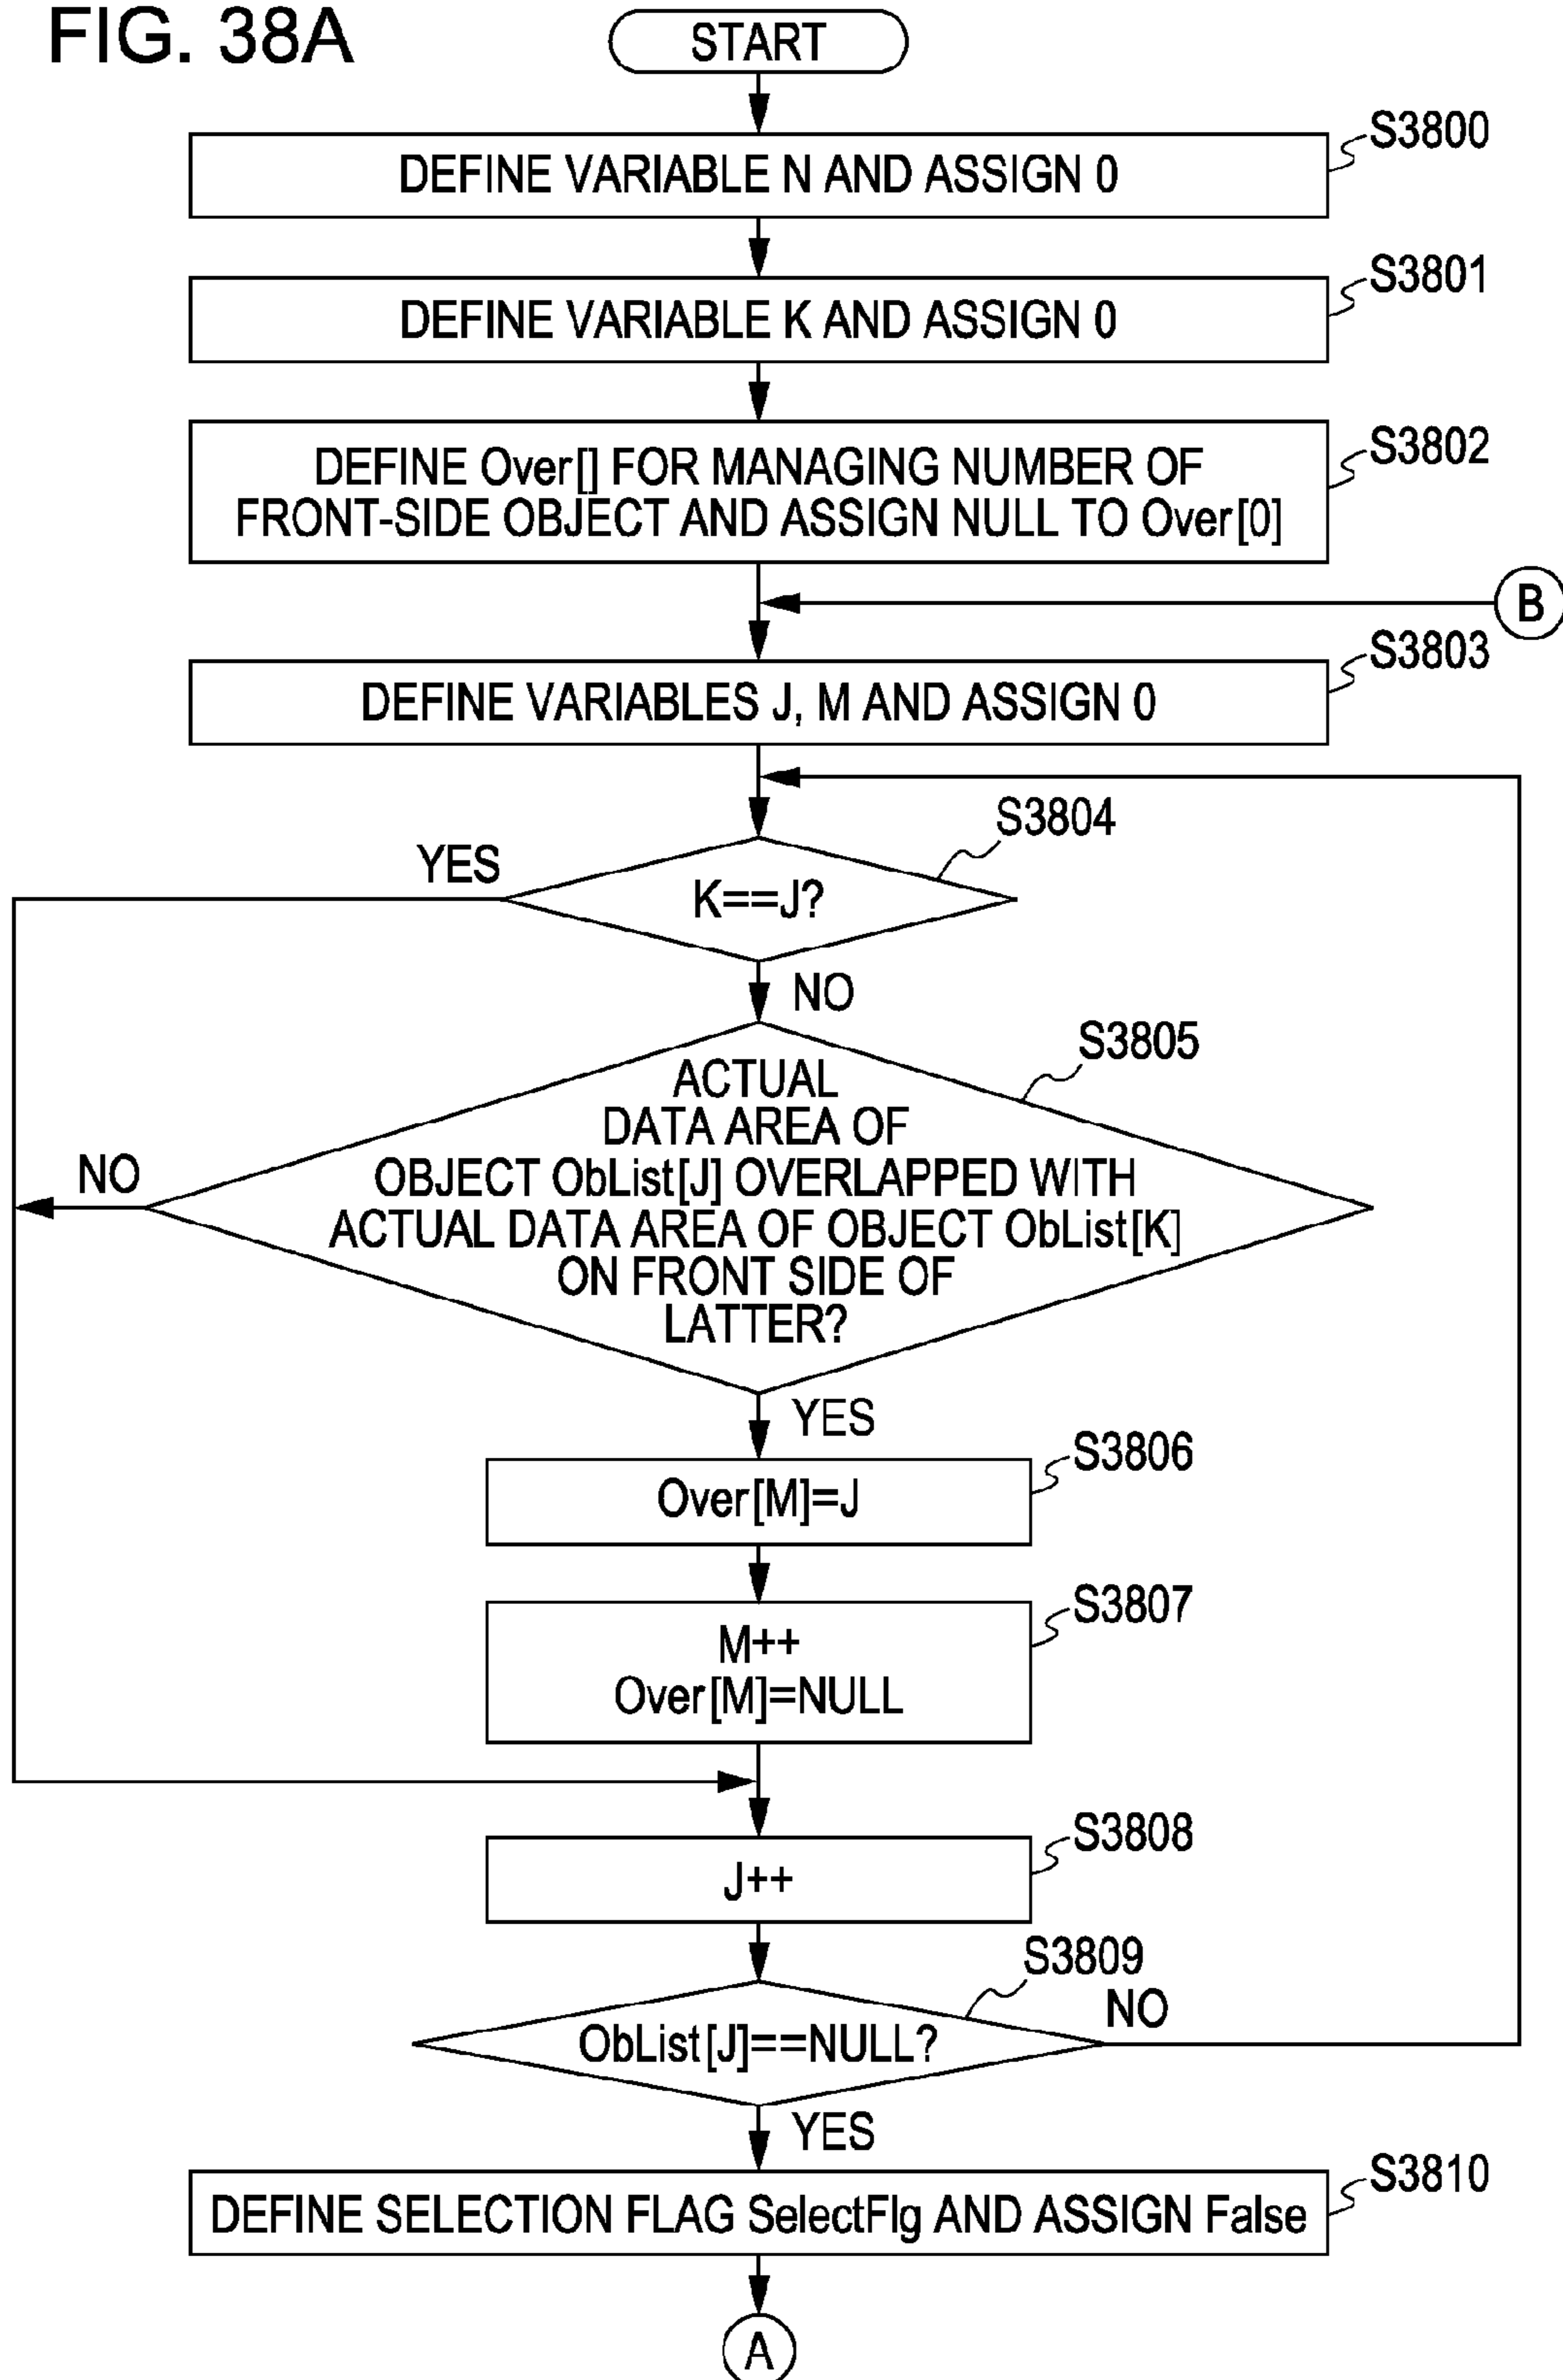 FIG. 38A
START
S3800
DEFINE VARIABLE N AND ASSIGN 0
S3801
DEFINE VARIABLE K AND ASSIGN 0
S3802
DEFINE Over[] FOR MANAGING NUMBER OF
FRONT-SIDE OBJECT AND ASSIGN NULL TO Over[0]
B
S3803
DEFINE VARIABLES J, M AND ASSIGN 0
S3804
YES
K==J?
NO
S3805
ACTUAL
DATA AREA OF
OBJECT ObList[J] OVERLAPPED WITH
ACTUAL DATA AREA OF OBJECT ObList[K]
ON FRONT SIDE OF
LATTER?
NO
YES
S3806
Over[M]=J
S3807
M++
Over[M]=NULL
S3808
J++
S3809
NO
ObList[J]==NULL?
YES
S3810
DEFINE SELECTION FLAG SelectFlg AND ASSIGN False
A